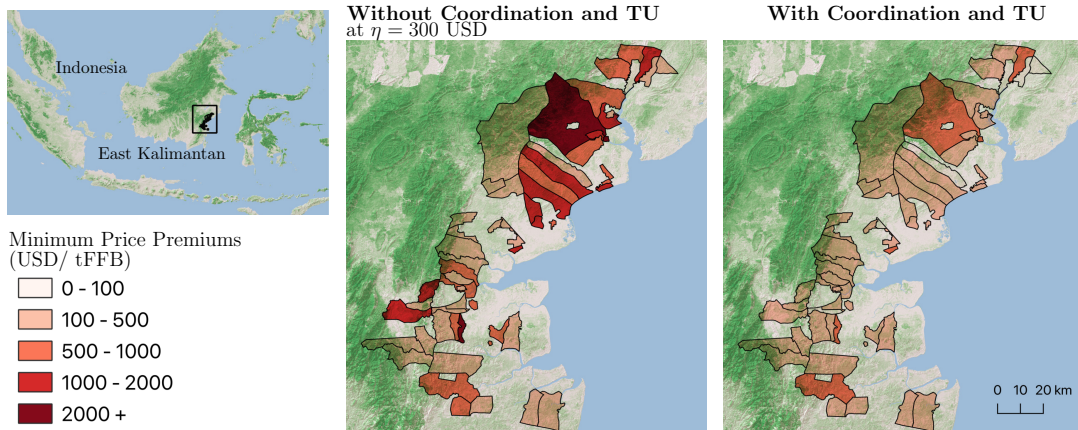 Without Coordination and TU
at η = 300 USD
With Coordination and TU
Indonesia
East Kalimantan
Minimum Price Premiums
(USD/ tFFB)
0 - 100
100 - 500
500 - 1000
1000 - 2000
2000 +
0 10 20 km